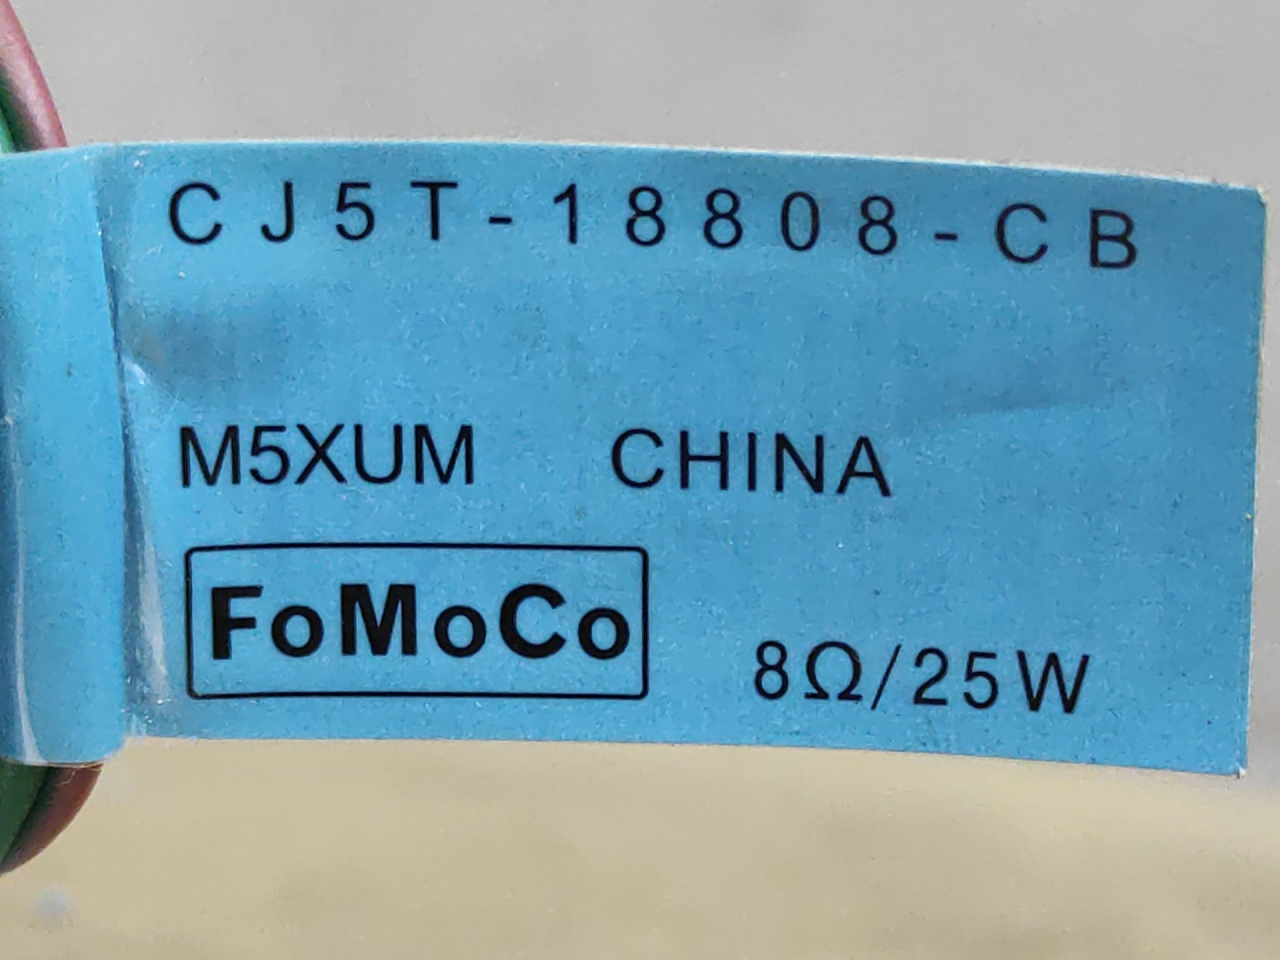 CJ5T-18808-CB
M5XUM CHINA
FoMoCo
8Ω/25W